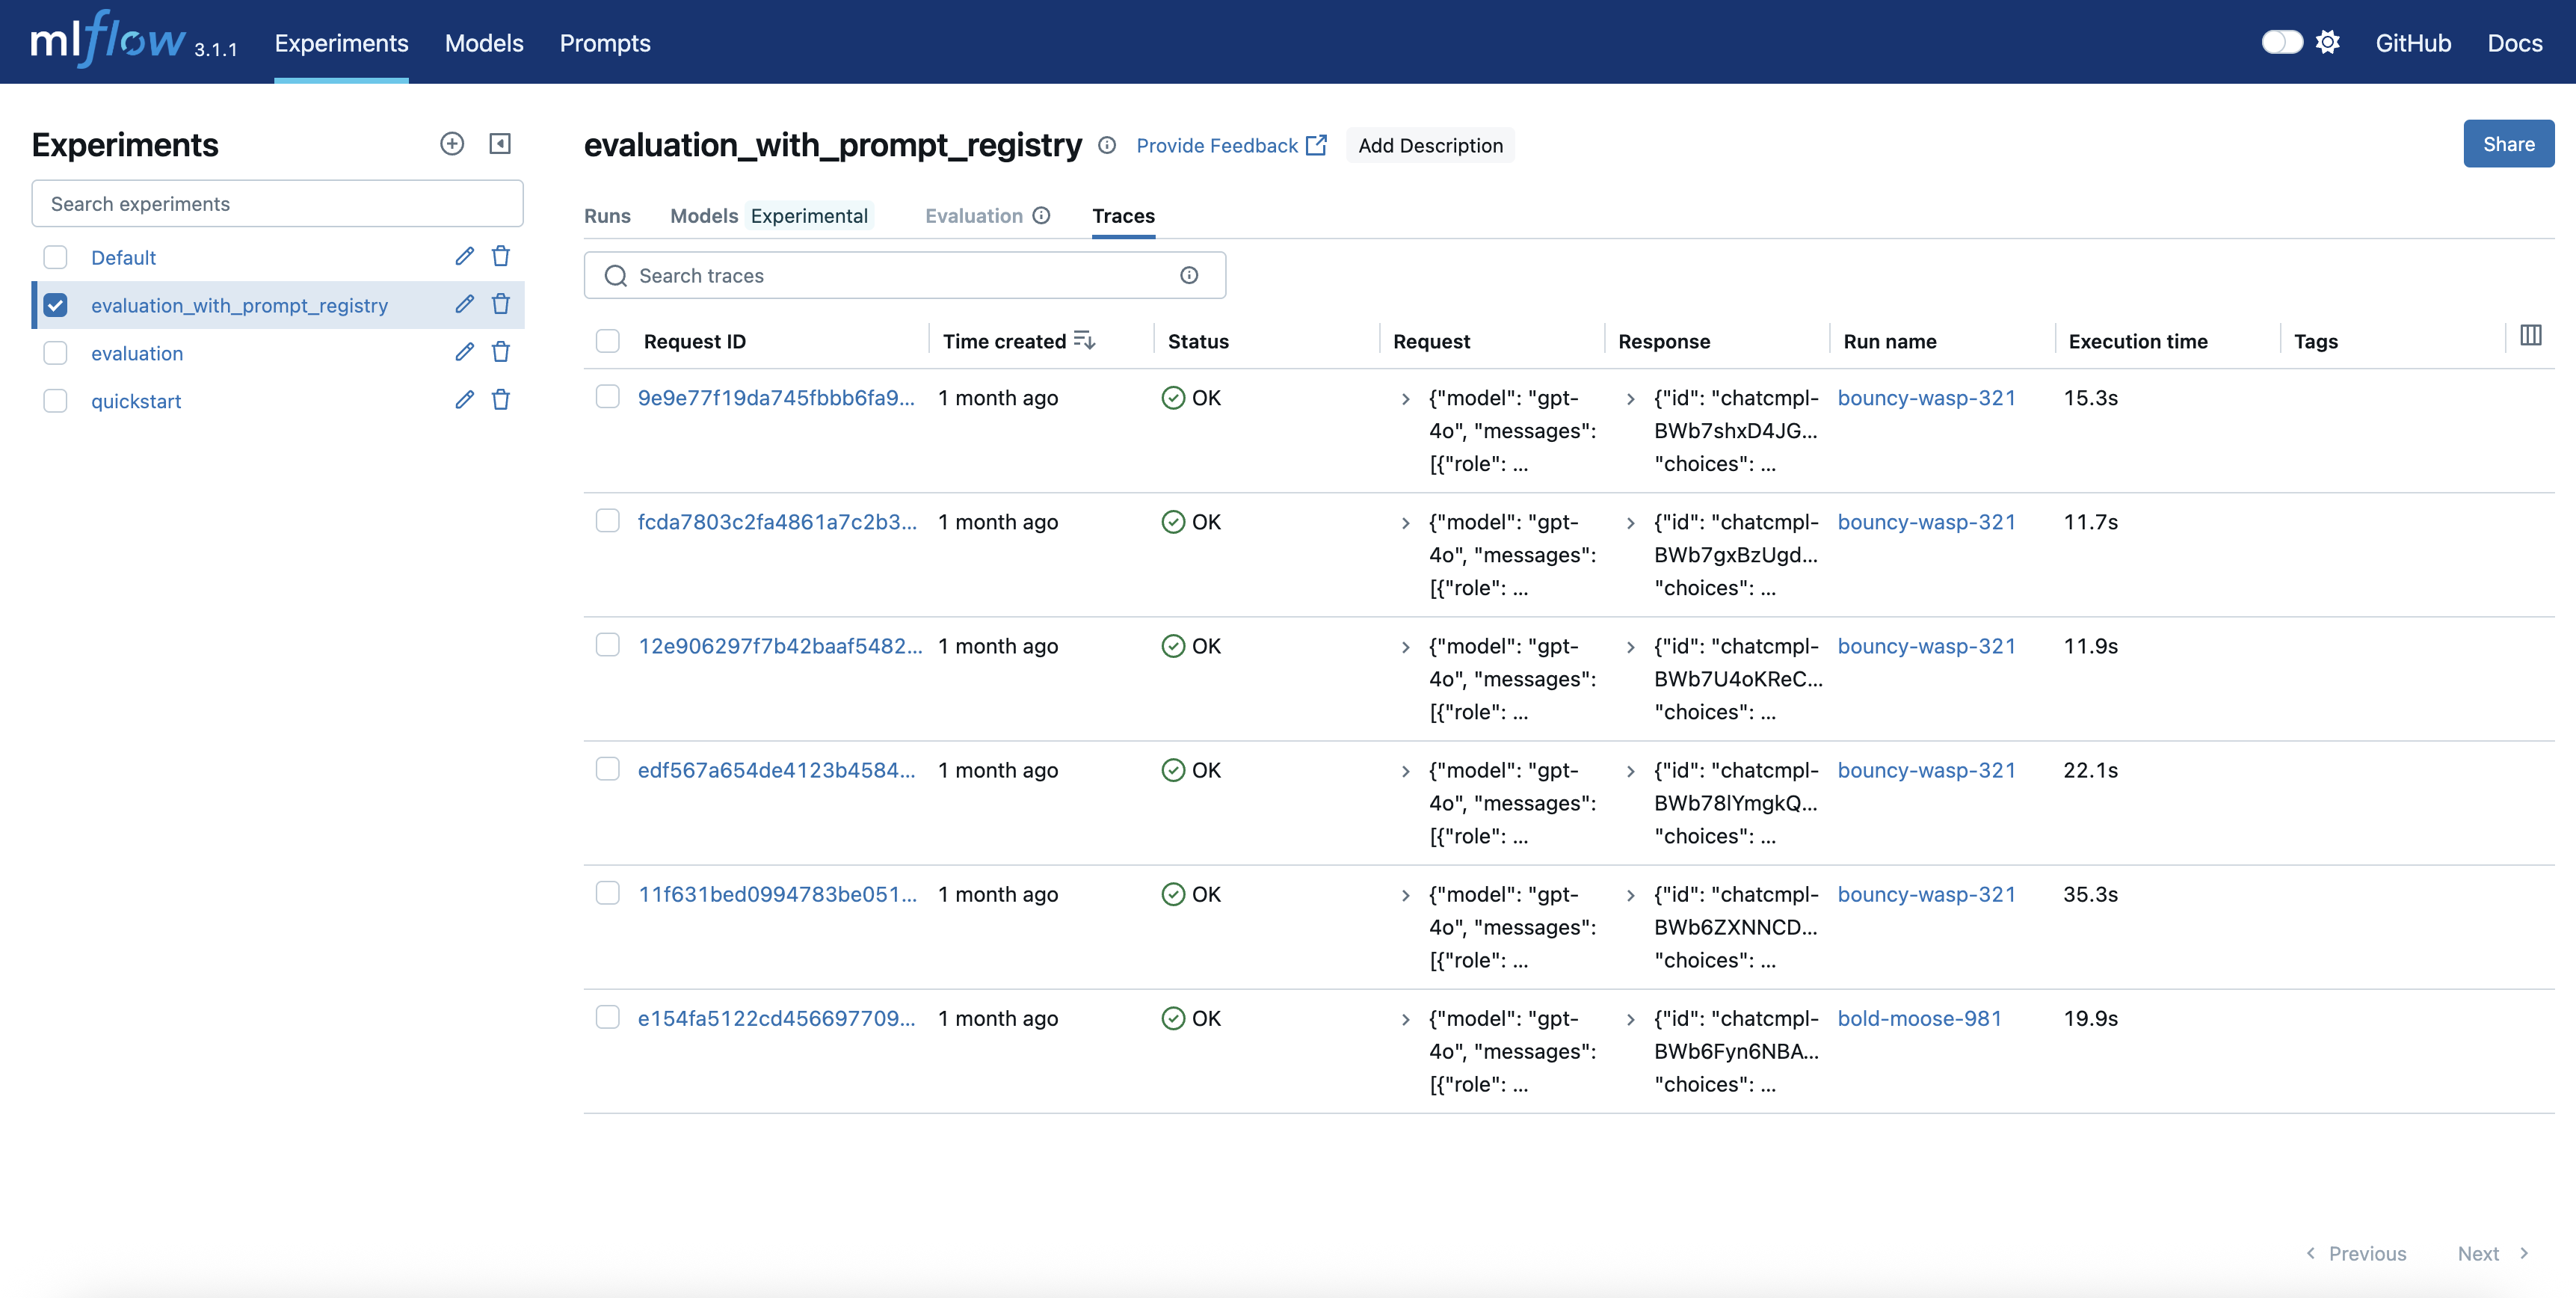 mlflow 3.1.1 Experiments Models Prompts GitHub Docs
Experiments
Search experiments
Default
evaluation_with_prompt_registry
evaluation
quickstart
evaluation_with_prompt_registry Provide Feedback Add Description Share
Runs Models Experimental Evaluation Traces
Search traces
Request ID Time created Status Request Response Run name Execution time Tags
9e9e77f19da745fbbb6fa9... 1 month ago OK {"model": "gpt- {"id": "chatcmpl- bouncy-wasp-321 15.3s
4o", "messages": BWb7shxD4JG...
[{"role": ... "choices": ...
fcda7803c2fa4861a7c2b3... 1 month ago OK {"model": "gpt- {"id": "chatcmpl- bouncy-wasp-321 11.7s
4o", "messages": BWb7gxBzUgd...
[{"role": ... "choices": ...
12e906297f7b42baaf5482... 1 month ago OK {"model": "gpt- {"id": "chatcmpl- bouncy-wasp-321 11.9s
4o", "messages": BWb7U4oKReC...
[{"role": ... "choices": ...
edf567a654de4123b4584... 1 month ago OK {"model": "gpt- {"id": "chatcmpl- bouncy-wasp-321 22.1s
4o", "messages": BWb78lYmgkQ...
[{"role": ... "choices": ...
11f631bed0994783be051... 1 month ago OK {"model": "gpt- {"id": "chatcmpl- bouncy-wasp-321 35.3s
4o", "messages": BWb6ZXNNCD...
[{"role": ... "choices": ...
e154fa5122cd456697709... 1 month ago OK {"model": "gpt- {"id": "chatcmpl- bold-moose-981 19.9s
4o", "messages": BWb6Fyn6NBA...
[{"role": ... "choices": ...
Previous Next